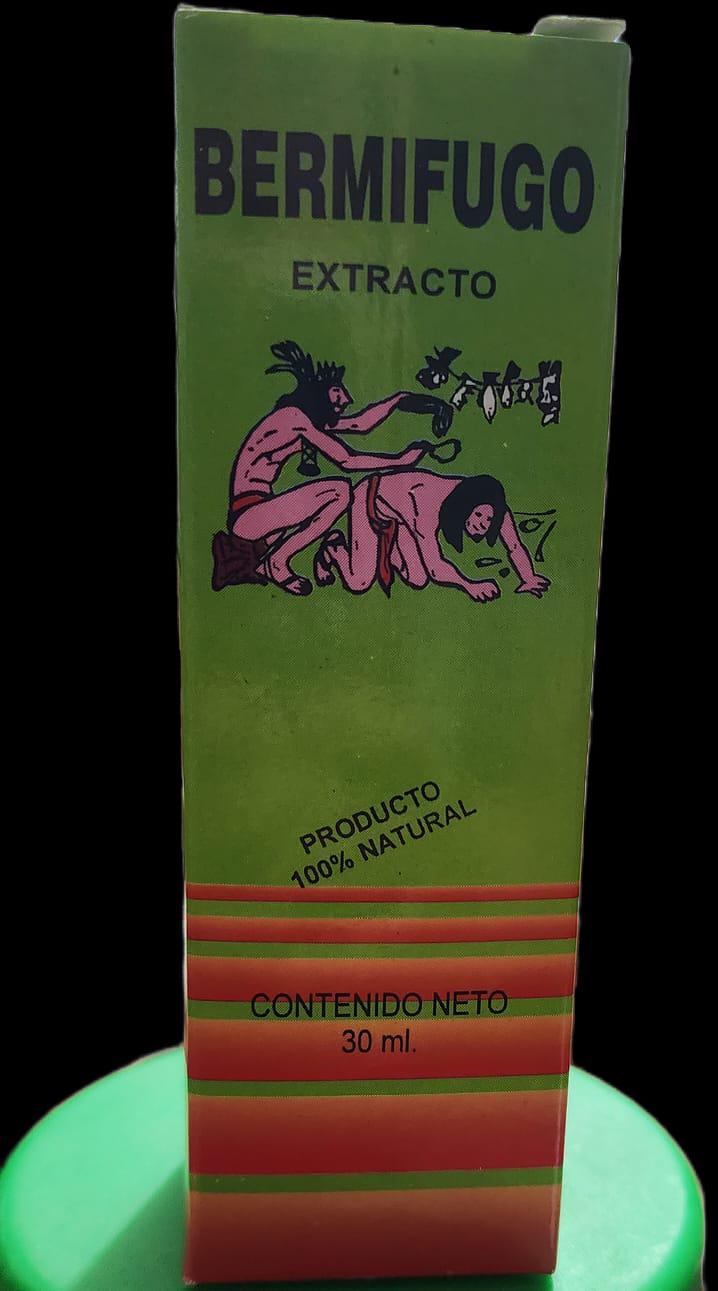 BERMIFUGO
EXTRACTO
PRODUCTO
100% NATURAL
CONTENIDO NETO
30 ml.